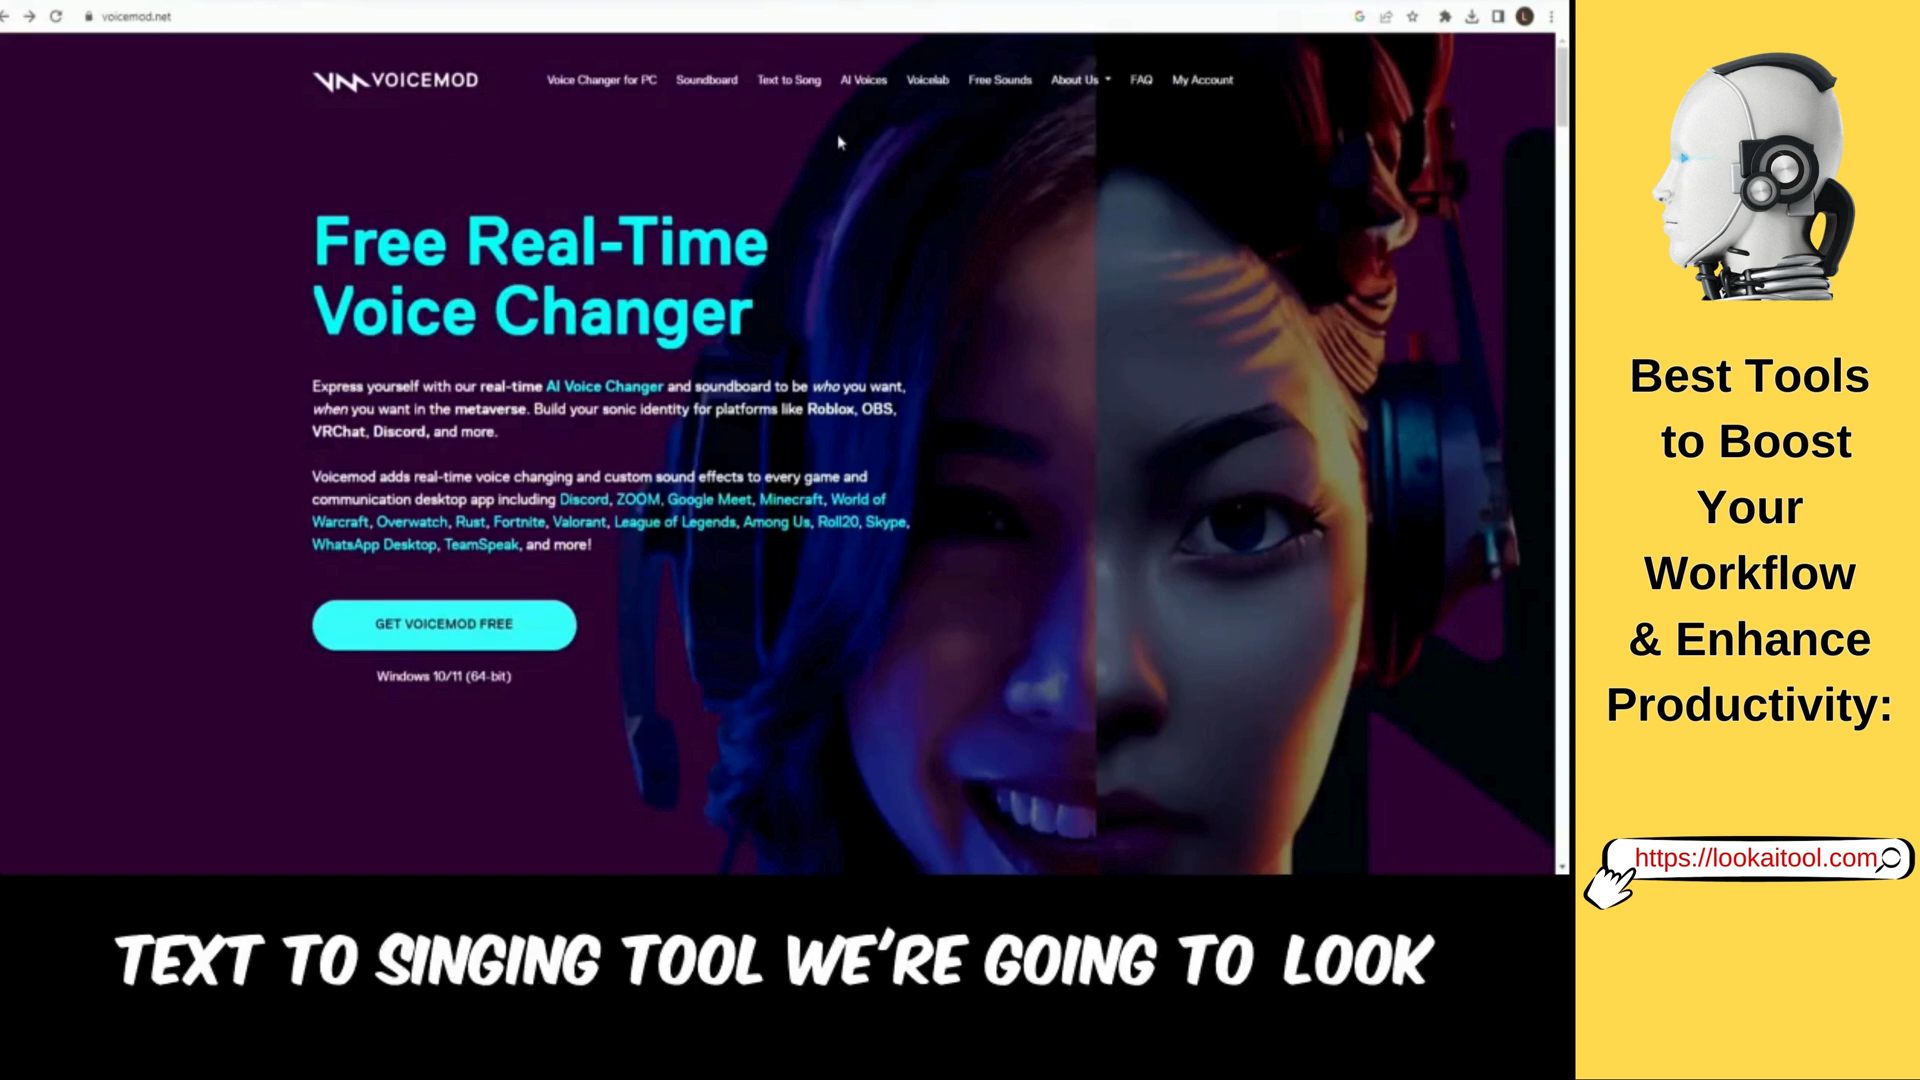 voicemod.net
L
VOICEMOD
Voice Changer for PC Soundboard Text to Song AI Voices Voicelab Free Sounds About Us FAQ My Account
Free Real-Time
Voice Changer
Express yourself with our real-time AI Voice Changer and soundboard to be who you want,
when you want in the metaverse. Build your sonic identity for platforms like Roblox, OBS,
VRChat, Discord, and more.
Voicemod adds real-time voice changing and custom sound effects to every game and
communication desktop app including Discord, ZOOM, Google Meet, Minecraft, World of
Warcraft, Overwatch, Rust, Fortnite, Valorant, League of Legends, Among Us, Roll20, Skype,
WhatsApp Desktop, TeamSpeak, and more!
GET VOICEMOD FREE
Windows 10/11 (64-bit)
TEXT TO SINGING TOOL WE'RE GOING TO LOOK
Best Tools
to Boost
Your
Workflow
& Enhance
Productivity:
https://lookaitool.com